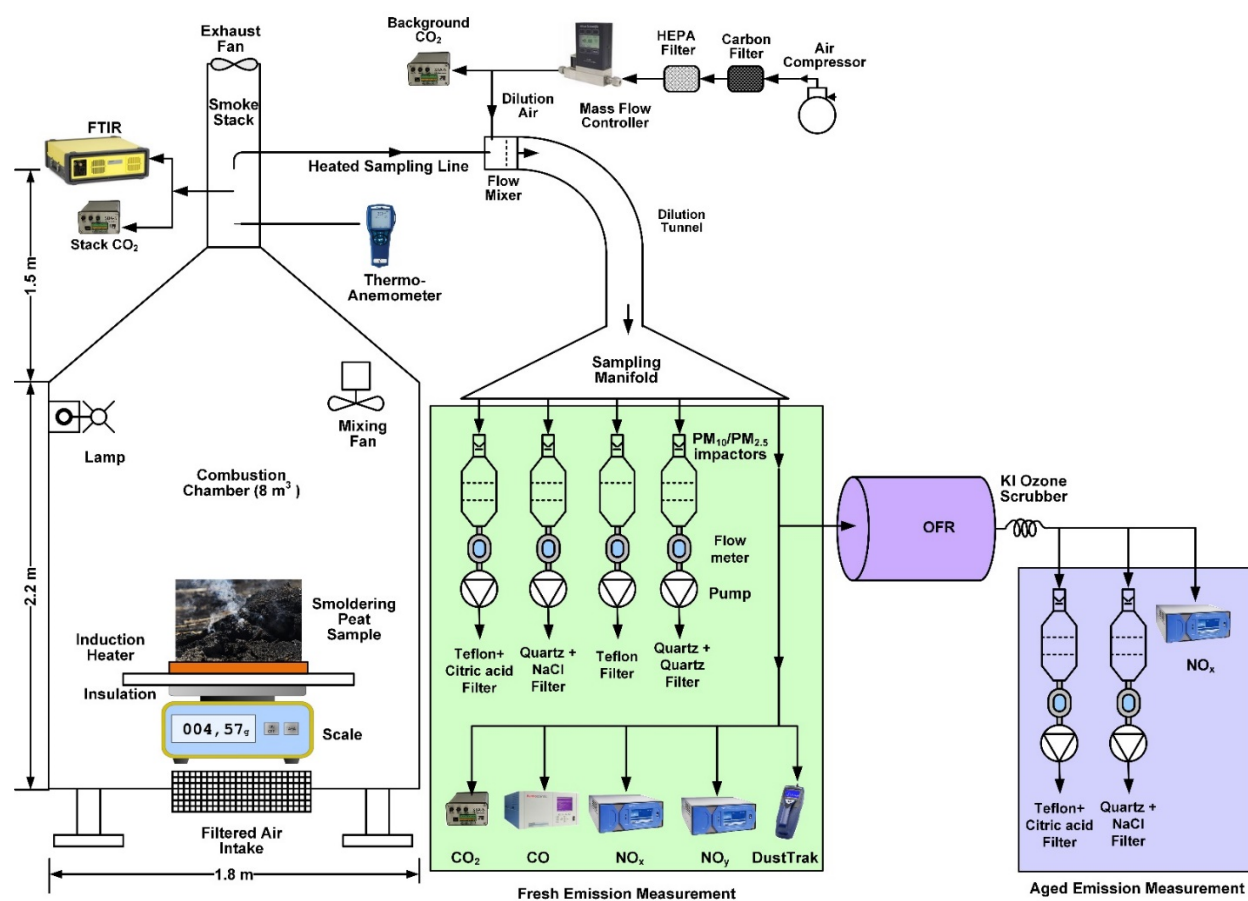 Exhaust
Fan
Smoke
Stack
FTIR
Stack CO₂
Background
CO₂
HEPA
Filter
Carbon
Filter
Air
Compressor
Mass Flow
Controller
Dilution
Air
Heated Sampling Line
Flow
Mixer
Dilution
Tunnel
Thermo-
Anemometer
1.5 m
2.2 m
1.8 m
Lamp
Mixing
Fan
Combustion
Chamber (8 m³ )
Smoldering
Peat
Sample
Induction
Heater
Insulation
004,57g
Scale
Filtered Air
Intake
Sampling
Manifold
PM₁₀/PM₂.₅
impactors
Flow
meter
Pump
Teflon+
Citric acid
Filter
Quartz +
NaCl
Filter
Teflon
Filter
Quartz +
Quartz
Filter
CO₂
CO
NOₓ
NOy
DustTrak
Fresh Emission Measurement
OFR
KI Ozone
Scrubber
NOₓ
Teflon+
Citric acid
Filter
Quartz +
NaCl
Filter
Aged Emission Measurement